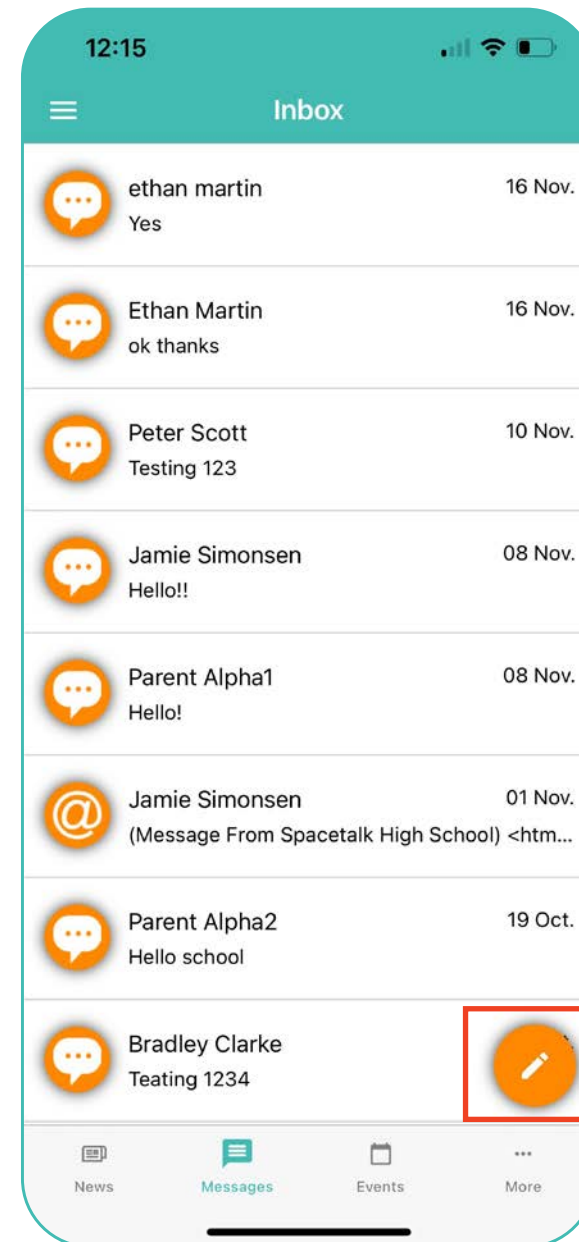 12:15
Inbox
ethan martin 16 Nov.
Yes
Ethan Martin 16 Nov.
ok thanks
Peter Scott 10 Nov.
Testing 123
Jamie Simonsen 08 Nov.
Hello!!
Parent Alpha1 08 Nov.
Hello!
@ Jamie Simonsen 01 Nov.
(Message From Spacetalk High School) <htm...
Parent Alpha2 19 Oct.
Hello school
Bradley Clarke
Teating 1234
News Messages Events More